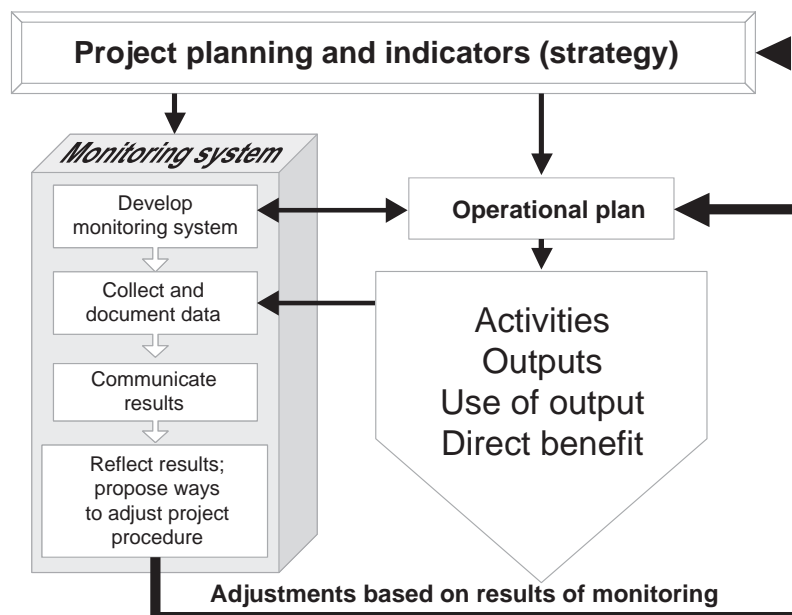 Project planning and indicators (strategy)
Monitoring system
Develop
monitoring system
Collect and
document data
Communicate
results
Reflect results;
propose ways
to adjust project
procedure
Operational plan
Activities
Outputs
Use of output
Direct benefit
Adjustments based on results of monitoring